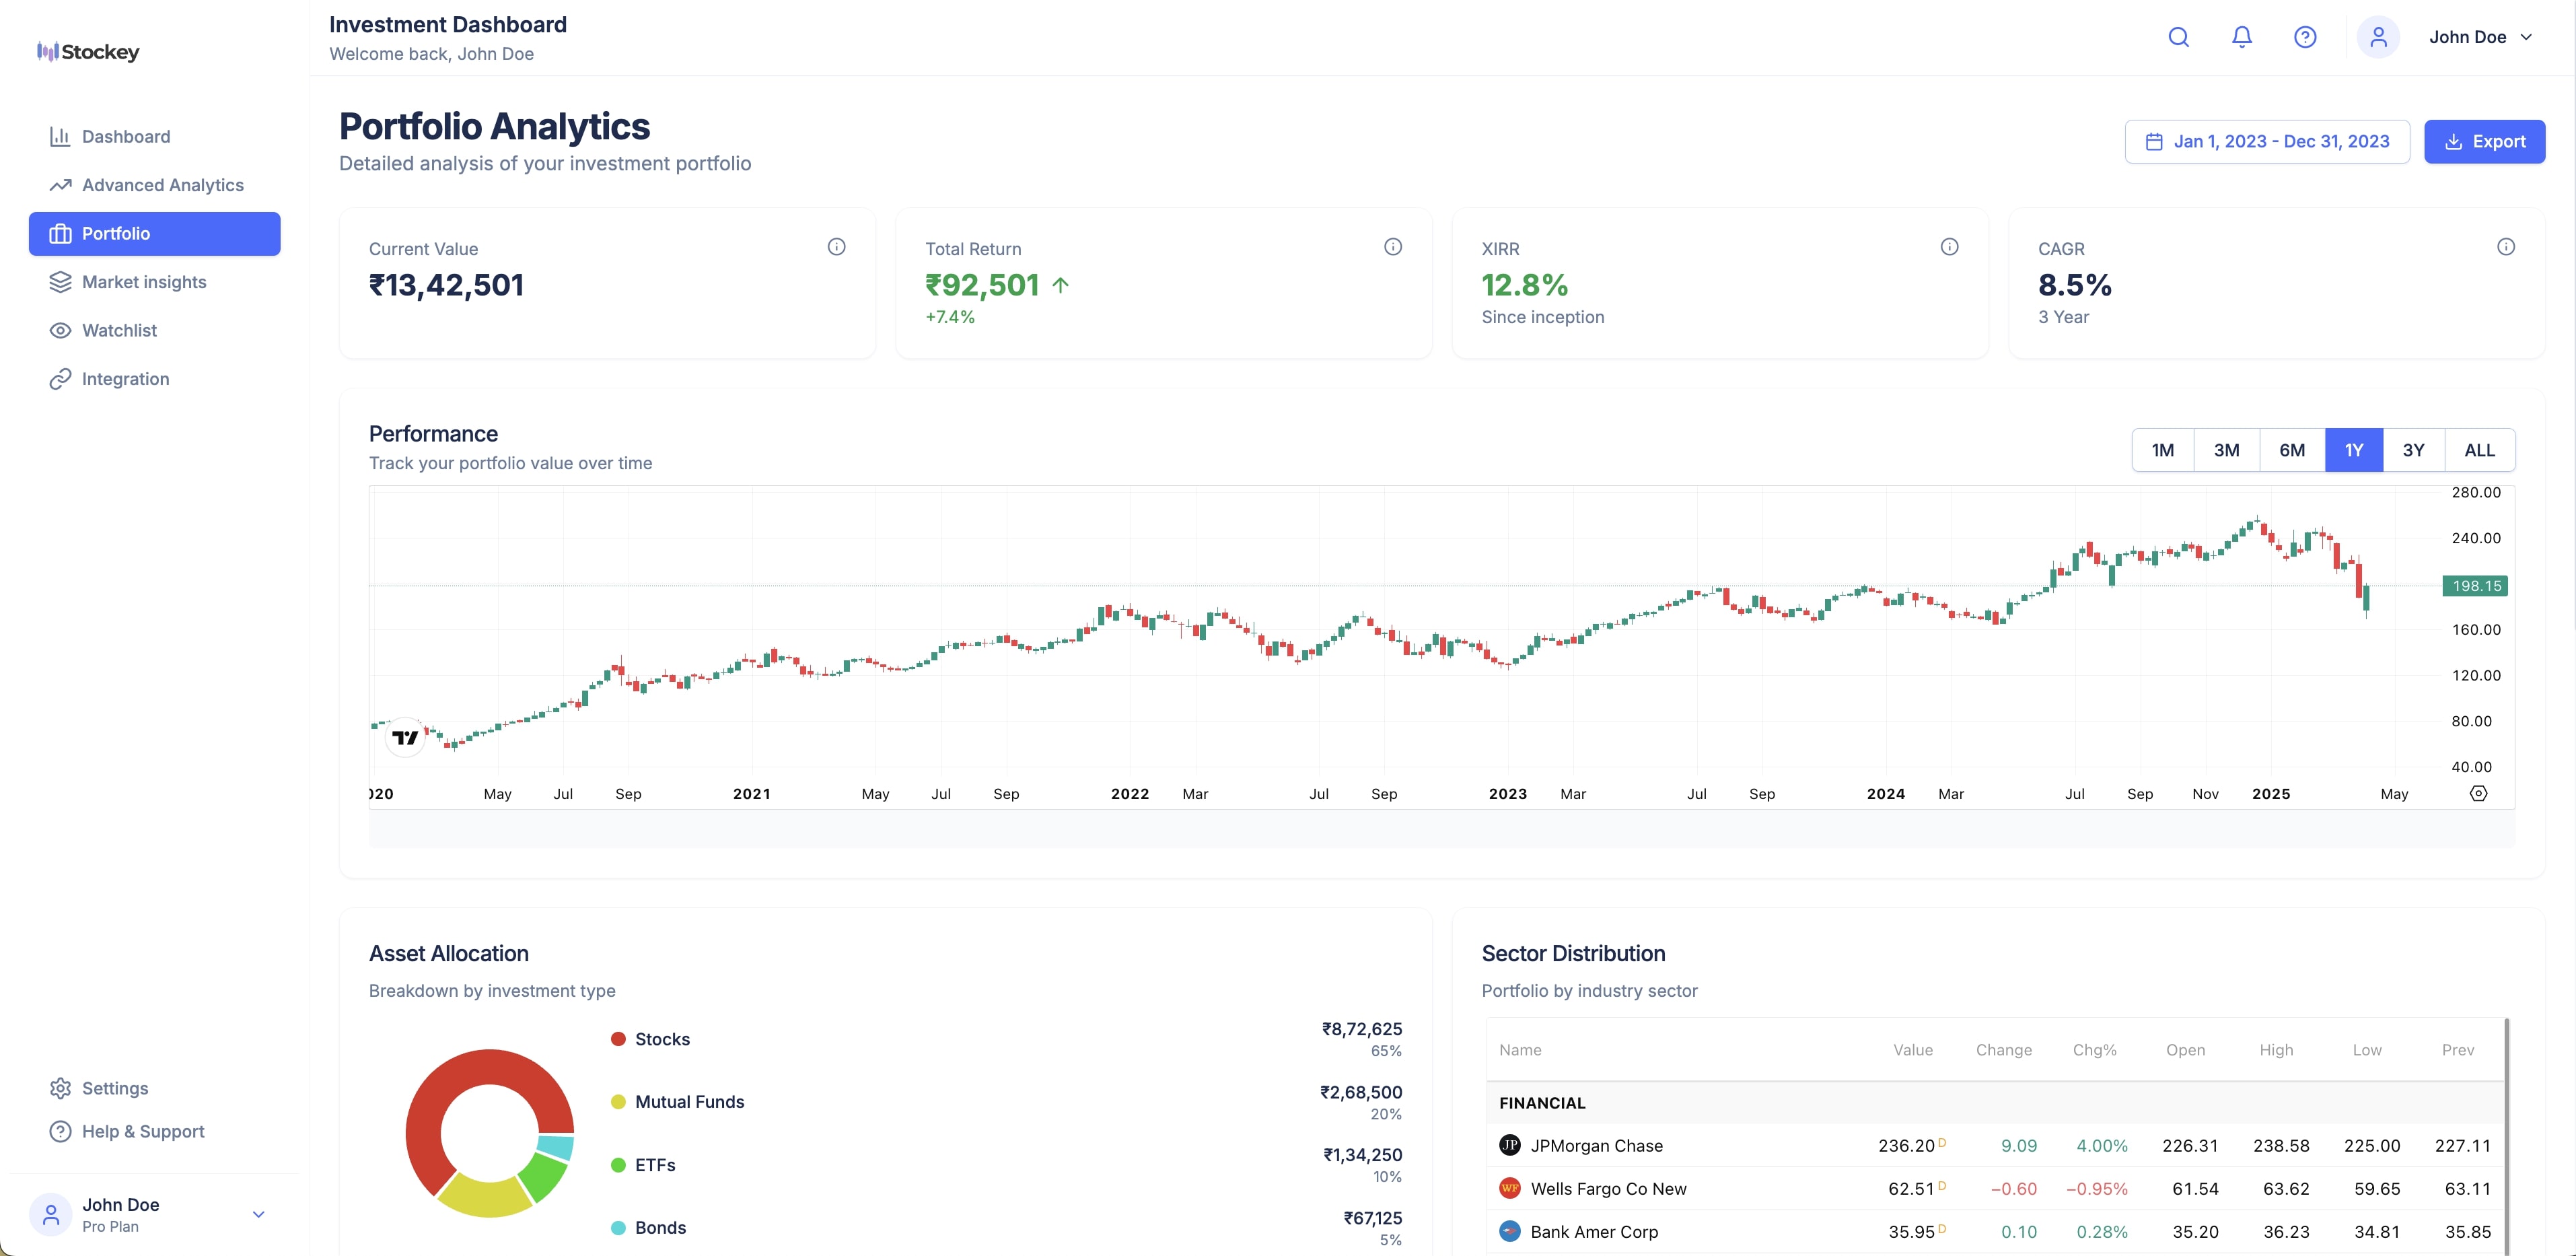 Stockey
Dashboard
Advanced Analytics
Portfolio
Market insights
Watchlist
Integration
Settings
Help & Support
John Doe
Pro Plan
Investment Dashboard
Welcome back, John Doe
John Doe
Portfolio Analytics
Detailed analysis of your investment portfolio
Jan 1, 2023 - Dec 31, 2023
Export
Current Value
₹13,42,501
Total Return
₹92,501
+7.4%
XIRR
12.8%
Since inception
CAGR
8.5%
3 Year
Performance
Track your portfolio value over time
1M 3M 6M 1Y 3Y ALL
280.00
240.00
198.15
160.00
120.00
80.00
40.00
020 May Jul Sep 2021 May Jul Sep 2022 Mar Jul Sep 2023 Mar Jul Sep 2024 Mar Jul Sep Nov 2025 May
Asset Allocation
Breakdown by investment type
Stocks
₹8,72,625
65%
Mutual Funds
₹2,68,500
20%
ETFs
₹1,34,250
10%
Bonds
₹67,125
5%
Sector Distribution
Portfolio by industry sector
Name Value Change Chg% Open High Low Prev
FINANCIAL
JP JPMorgan Chase 236.20 D 9.09 4.00% 226.31 238.58 225.00 227.11
WF Wells Fargo Co New 62.51 D −0.60 −0.95% 61.54 63.62 59.65 63.11
Bank Amer Corp 35.95 D 0.10 0.28% 35.20 36.23 34.81 35.85